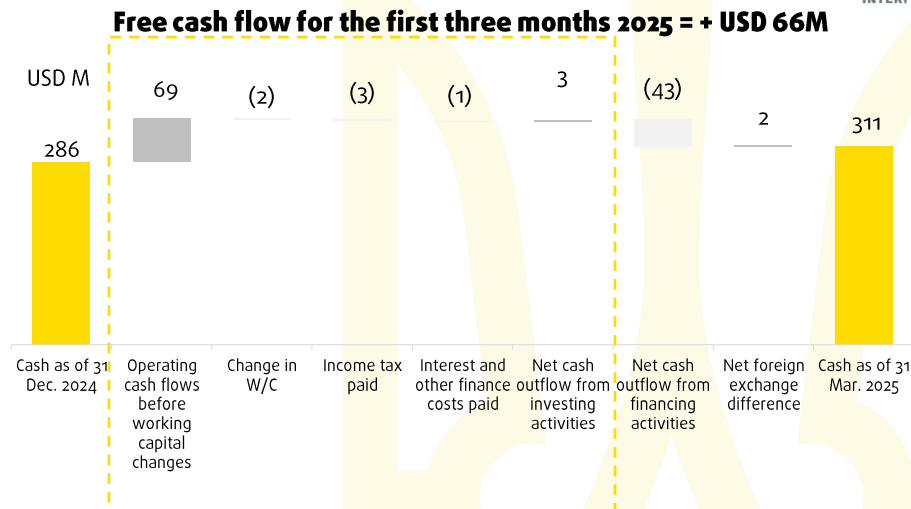 Free cash flow for the first three months 2025 = + USD 66M
USD M
286
69
(2)
(3)
(1)
3
(43)
2
311
Cash as of 31
Dec. 2024
Operating
cash flows
before
working
capital
changes
Change in
W/C
Income tax
paid
Interest and
other finance
costs paid
Net cash
outflow from
investing
activities
Net cash
outflow from
financing
activities
Net foreign
exchange
difference
Cash as of 31
Mar. 2025